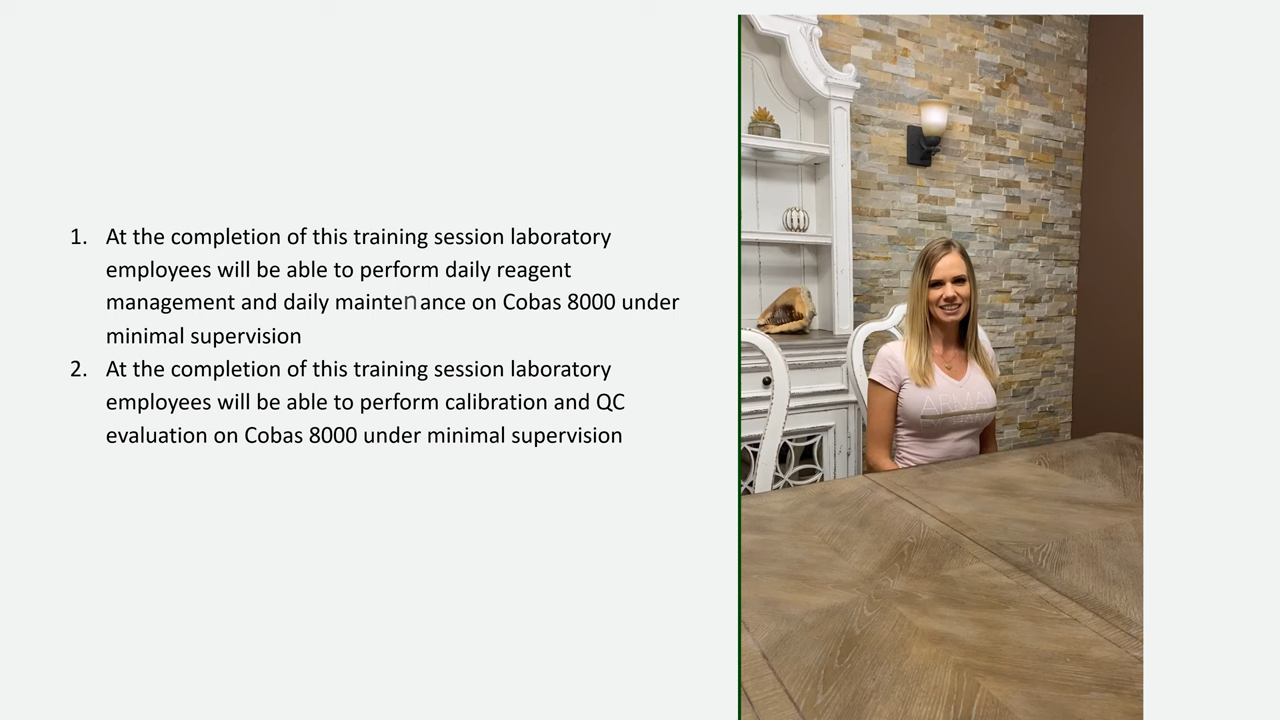 1. At the completion of this training session laboratory
employees will be able to perform daily reagent
management and daily maintenance on Cobas 8000 under
minimal supervision
2. At the completion of this training session laboratory
employees will be able to perform calibration and QC
evaluation on Cobas 8000 under minimal supervision